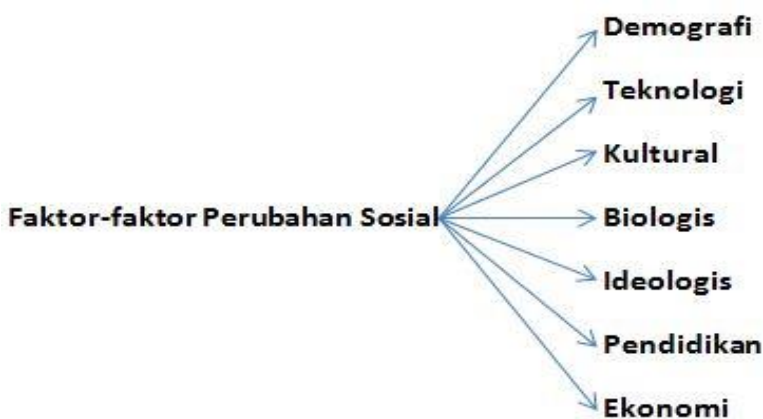 Faktor-faktor Perubahan Sosial
Demografi
Teknologi
Kultural
Biologis
Ideologis
Pendidikan
Ekonomi